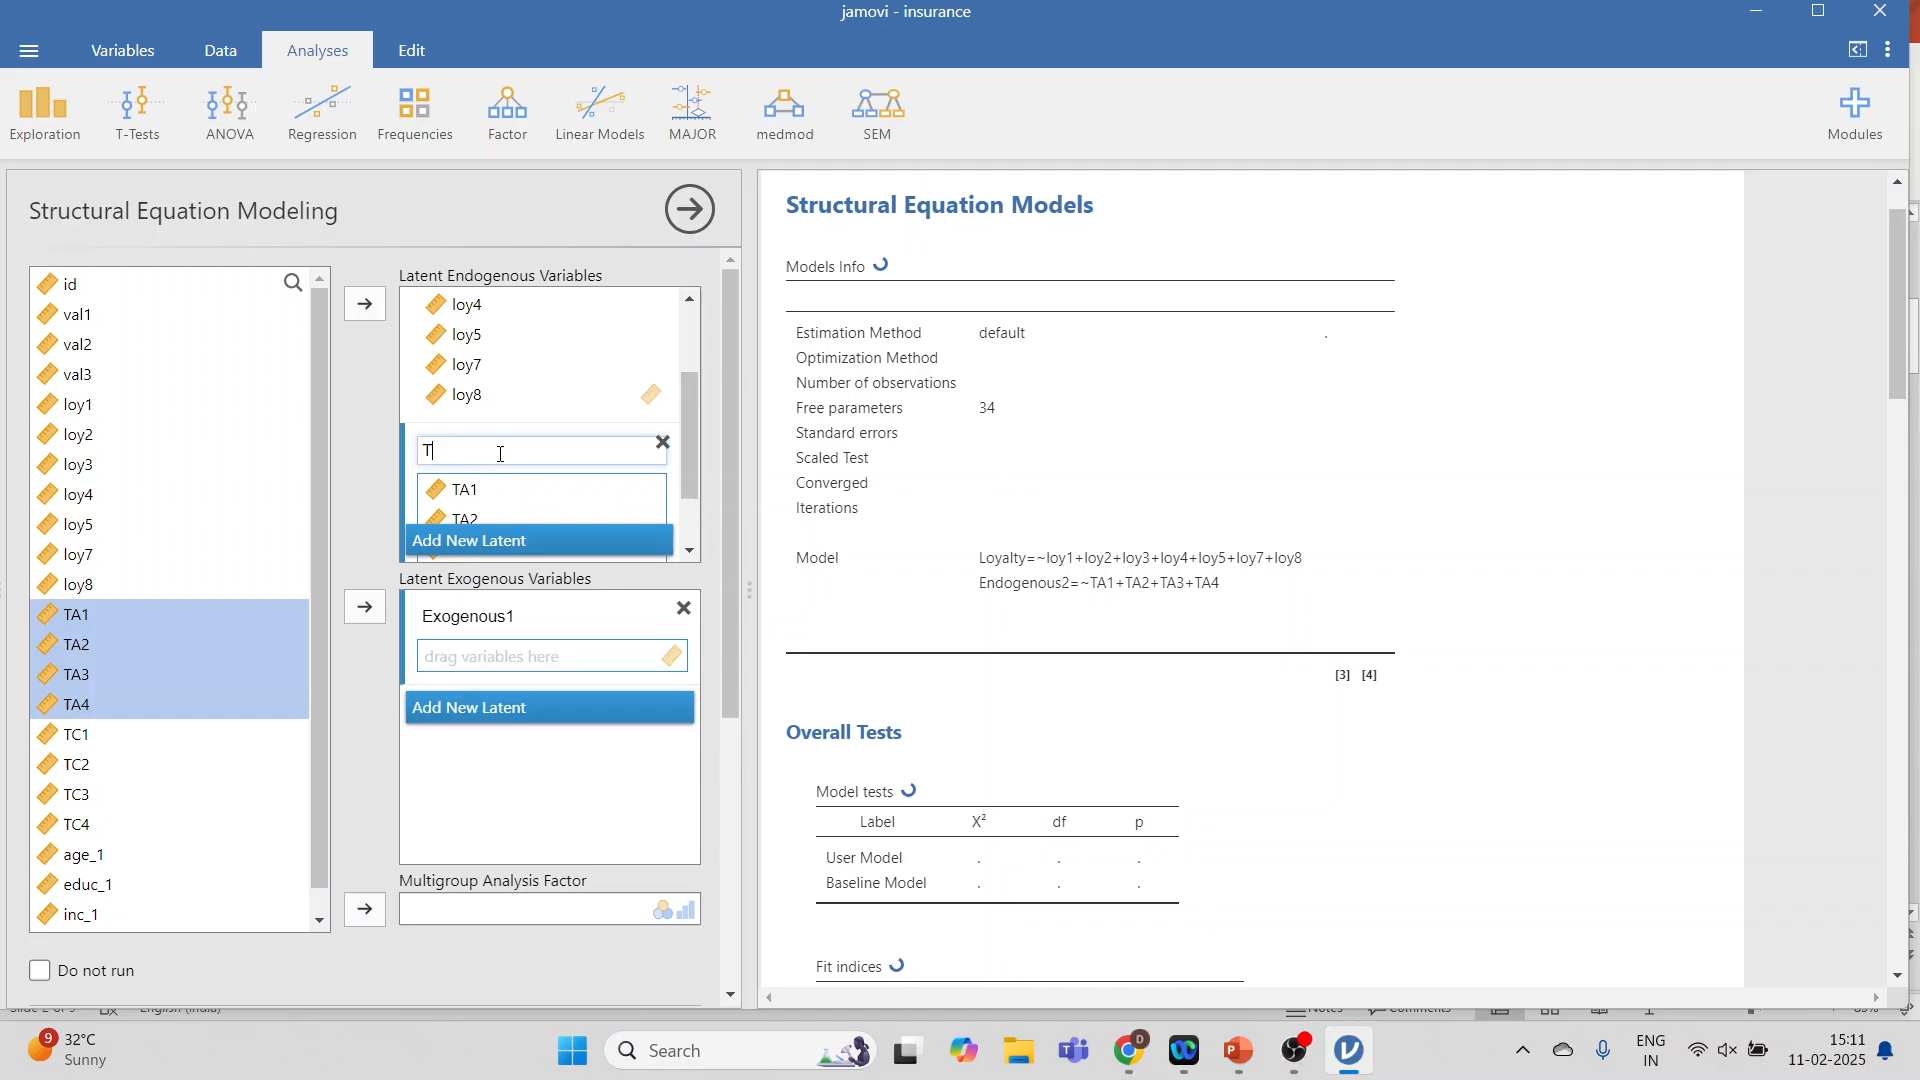 jamovi - insurance
Variables Data Analyses Edit
Exploration T-Tests ANOVA Regression Frequencies Factor Linear Models MAJOR medmod SEM Modules
Structural Equation Modeling
id
val1
val2
val3
loy1
loy2
loy3
loy4
loy5
loy7
loy8
TA1
TA2
TA3
TA4
TC1
TC2
TC3
TC4
age_1
educ_1
inc_1
Do not run
Latent Endogenous Variables
loy4
loy5
loy7
loy8
T
TA1
TA2
Add New Latent
Latent Exogenous Variables
Exogenous1
drag variables here
Add New Latent
Multigroup Analysis Factor
Structural Equation Models
Models Info
Estimation Method default .
Optimization Method
Number of observations
Free parameters 34
Standard errors
Scaled Test
Converged
Iterations
Model Loyalty=~loy1+loy2+loy3+loy4+loy5+loy7+loy8
Endogenous2=~TA1+TA2+TA3+TA4
[3] [4]
Overall Tests
Model tests
Label X² df p
User Model . . .
Baseline Model . . .
Fit indices
9
32°C
Sunny
Search
D
ENG
IN
15:11
11-02-2025